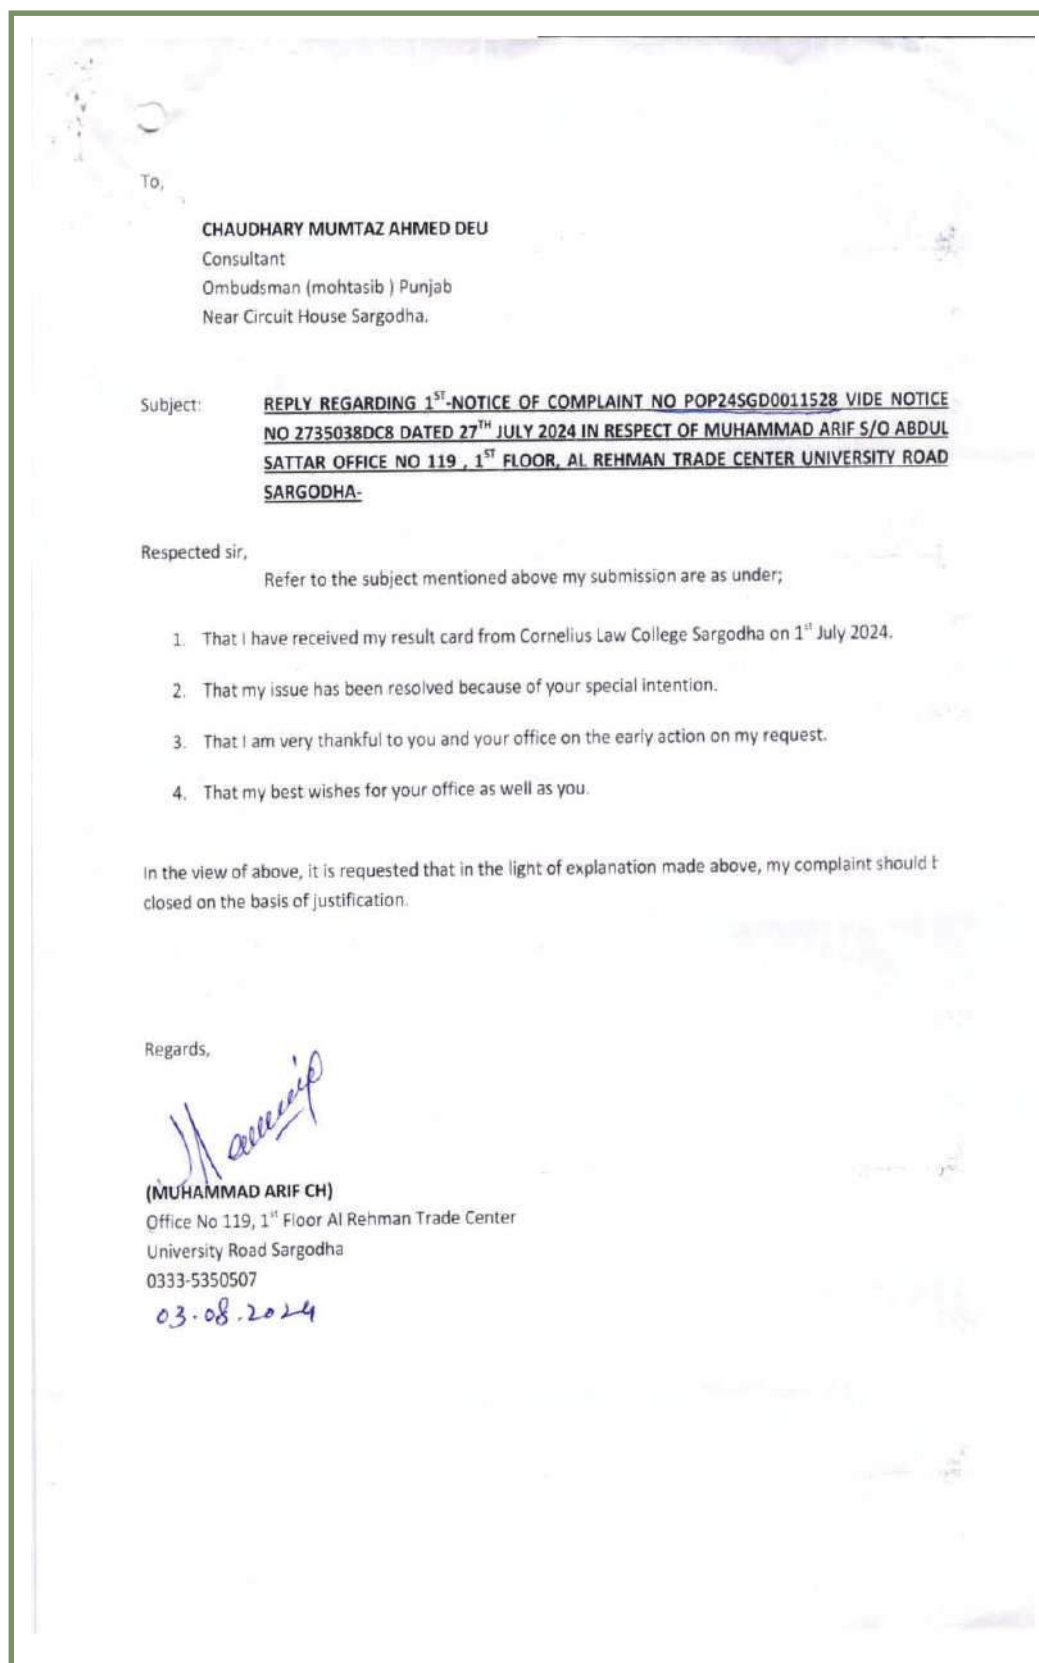 To,
CHAUDHARY MUMTAZ AHMED DEU
Consultant
Ombudsman (mohtasib ) Punjab
Near Circuit House Sargodha.
Subject: REPLY REGARDING 1ST-NOTICE OF COMPLAINT NO POP24SGD0011528 VIDE NOTICE
NO 2735038DC8 DATED 27TH JULY 2024 IN RESPECT OF MUHAMMAD ARIF S/O ABDUL
SATTAR OFFICE NO 119 , 1ST FLOOR, AL REHMAN TRADE CENTER UNIVERSITY ROAD
SARGODHA-
Respected sir,
Refer to the subject mentioned above my submission are as under;
1. That I have received my result card from Cornelius Law College Sargodha on 1st July 2024.
2. That my issue has been resolved because of your special intention.
3. That I am very thankful to you and your office on the early action on my request.
4. That my best wishes for your office as well as you.
In the view of above, it is requested that in the light of explanation made above, my complaint should
closed on the basis of justification.
Regards,
(MUHAMMAD ARIF CH)
Office No 119, 1st Floor Al Rehman Trade Center
University Road Sargodha
0333-5350507
03.08.2024